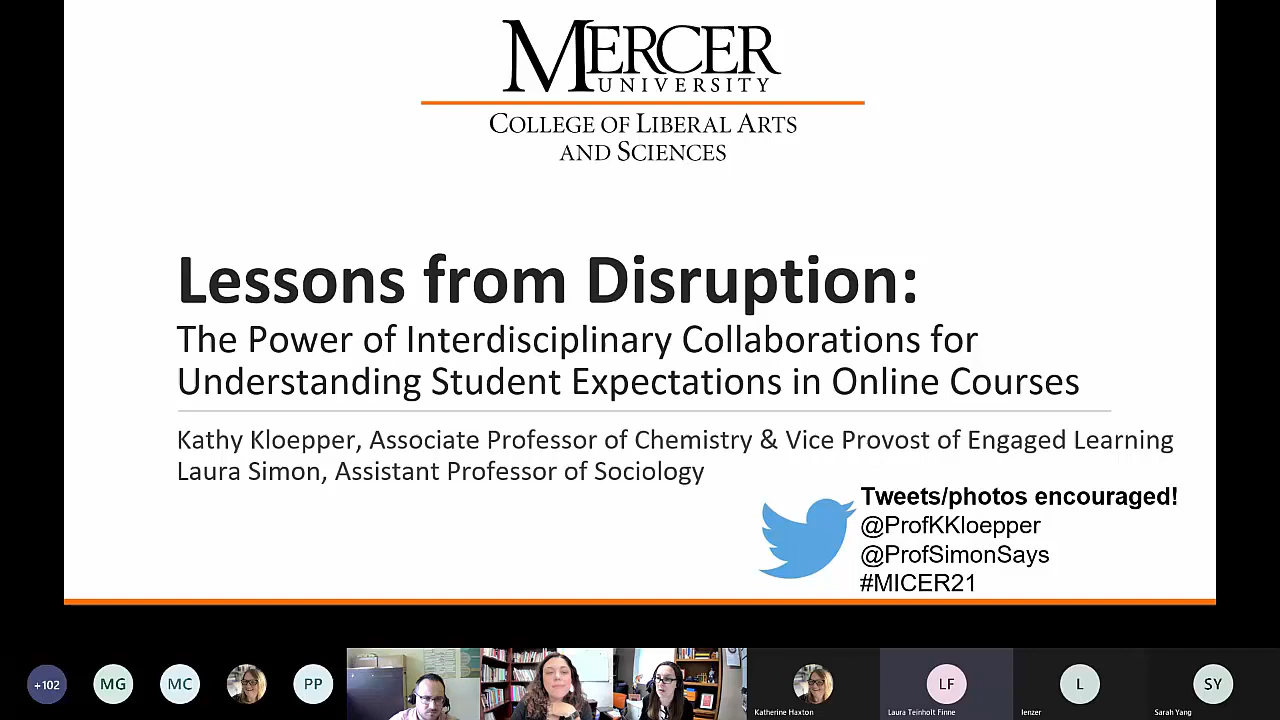 MERCER
UNIVERSITY
COLLEGE OF LIBERAL ARTS
AND SCIENCES
Lessons from Disruption:
The Power of Interdisciplinary Collaborations for
Understanding Student Expectations in Online Courses
Kathy Kloepper, Associate Professor of Chemistry & Vice Provost of Engaged Learning
Laura Simon, Assistant Professor of Sociology
Tweets/photos encouraged!
@ProfKKloepper
@ProfSimonSays
#MICER21
+102
MG
MC
PP
LF
L
SY
Katherine Haxton
Laura Teinholt Finne
lenzer
Sarah Yang